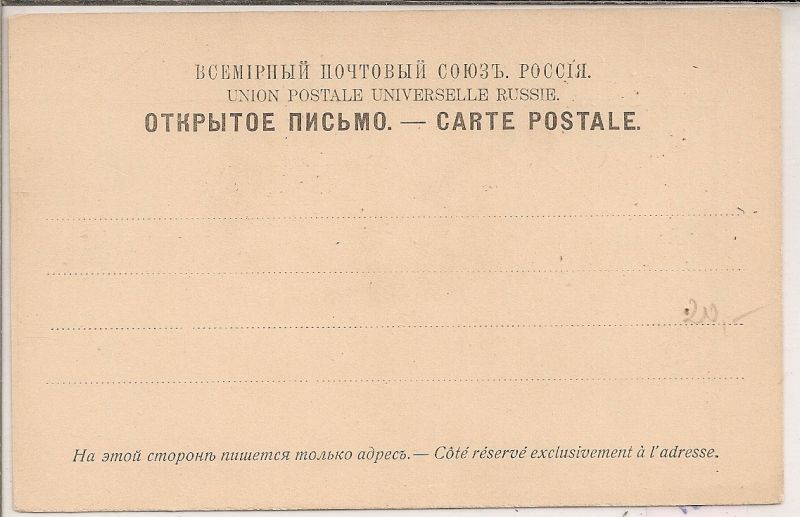 ВСЕМІРНЫЙ ПОЧТОВЫЙ СОЮЗЪ. РОССІЯ.
UNION POSTALE UNIVERSELLE RUSSIE.
ОТКРЫТОЕ ПИСЬМО. — CARTE POSTALE.
На этой сторонѣ пишется только адресъ. — Côté réservé exclusivement à l'adresse.